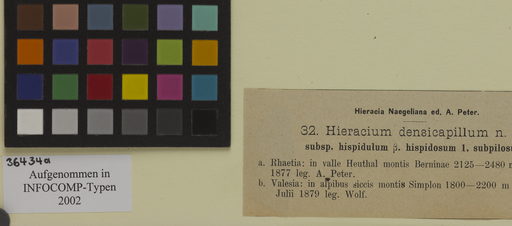 Hieracia Naegeliana ed. A. Peter.
32. Hieracium densicapillum n.
subsp. hispidulum β. hispidosum 1. subpilosu
a. Rhaetia: in valle Heuthal montis Berninae 2125—2480 m
1877 leg. A. Peter.
b. Valesia: in alpibus siccis montis Simplon 1800—2200 m
Julii 1879 leg. Wolf.
36434a
Aufgenommen in
INFOCOMP-Typen
2002